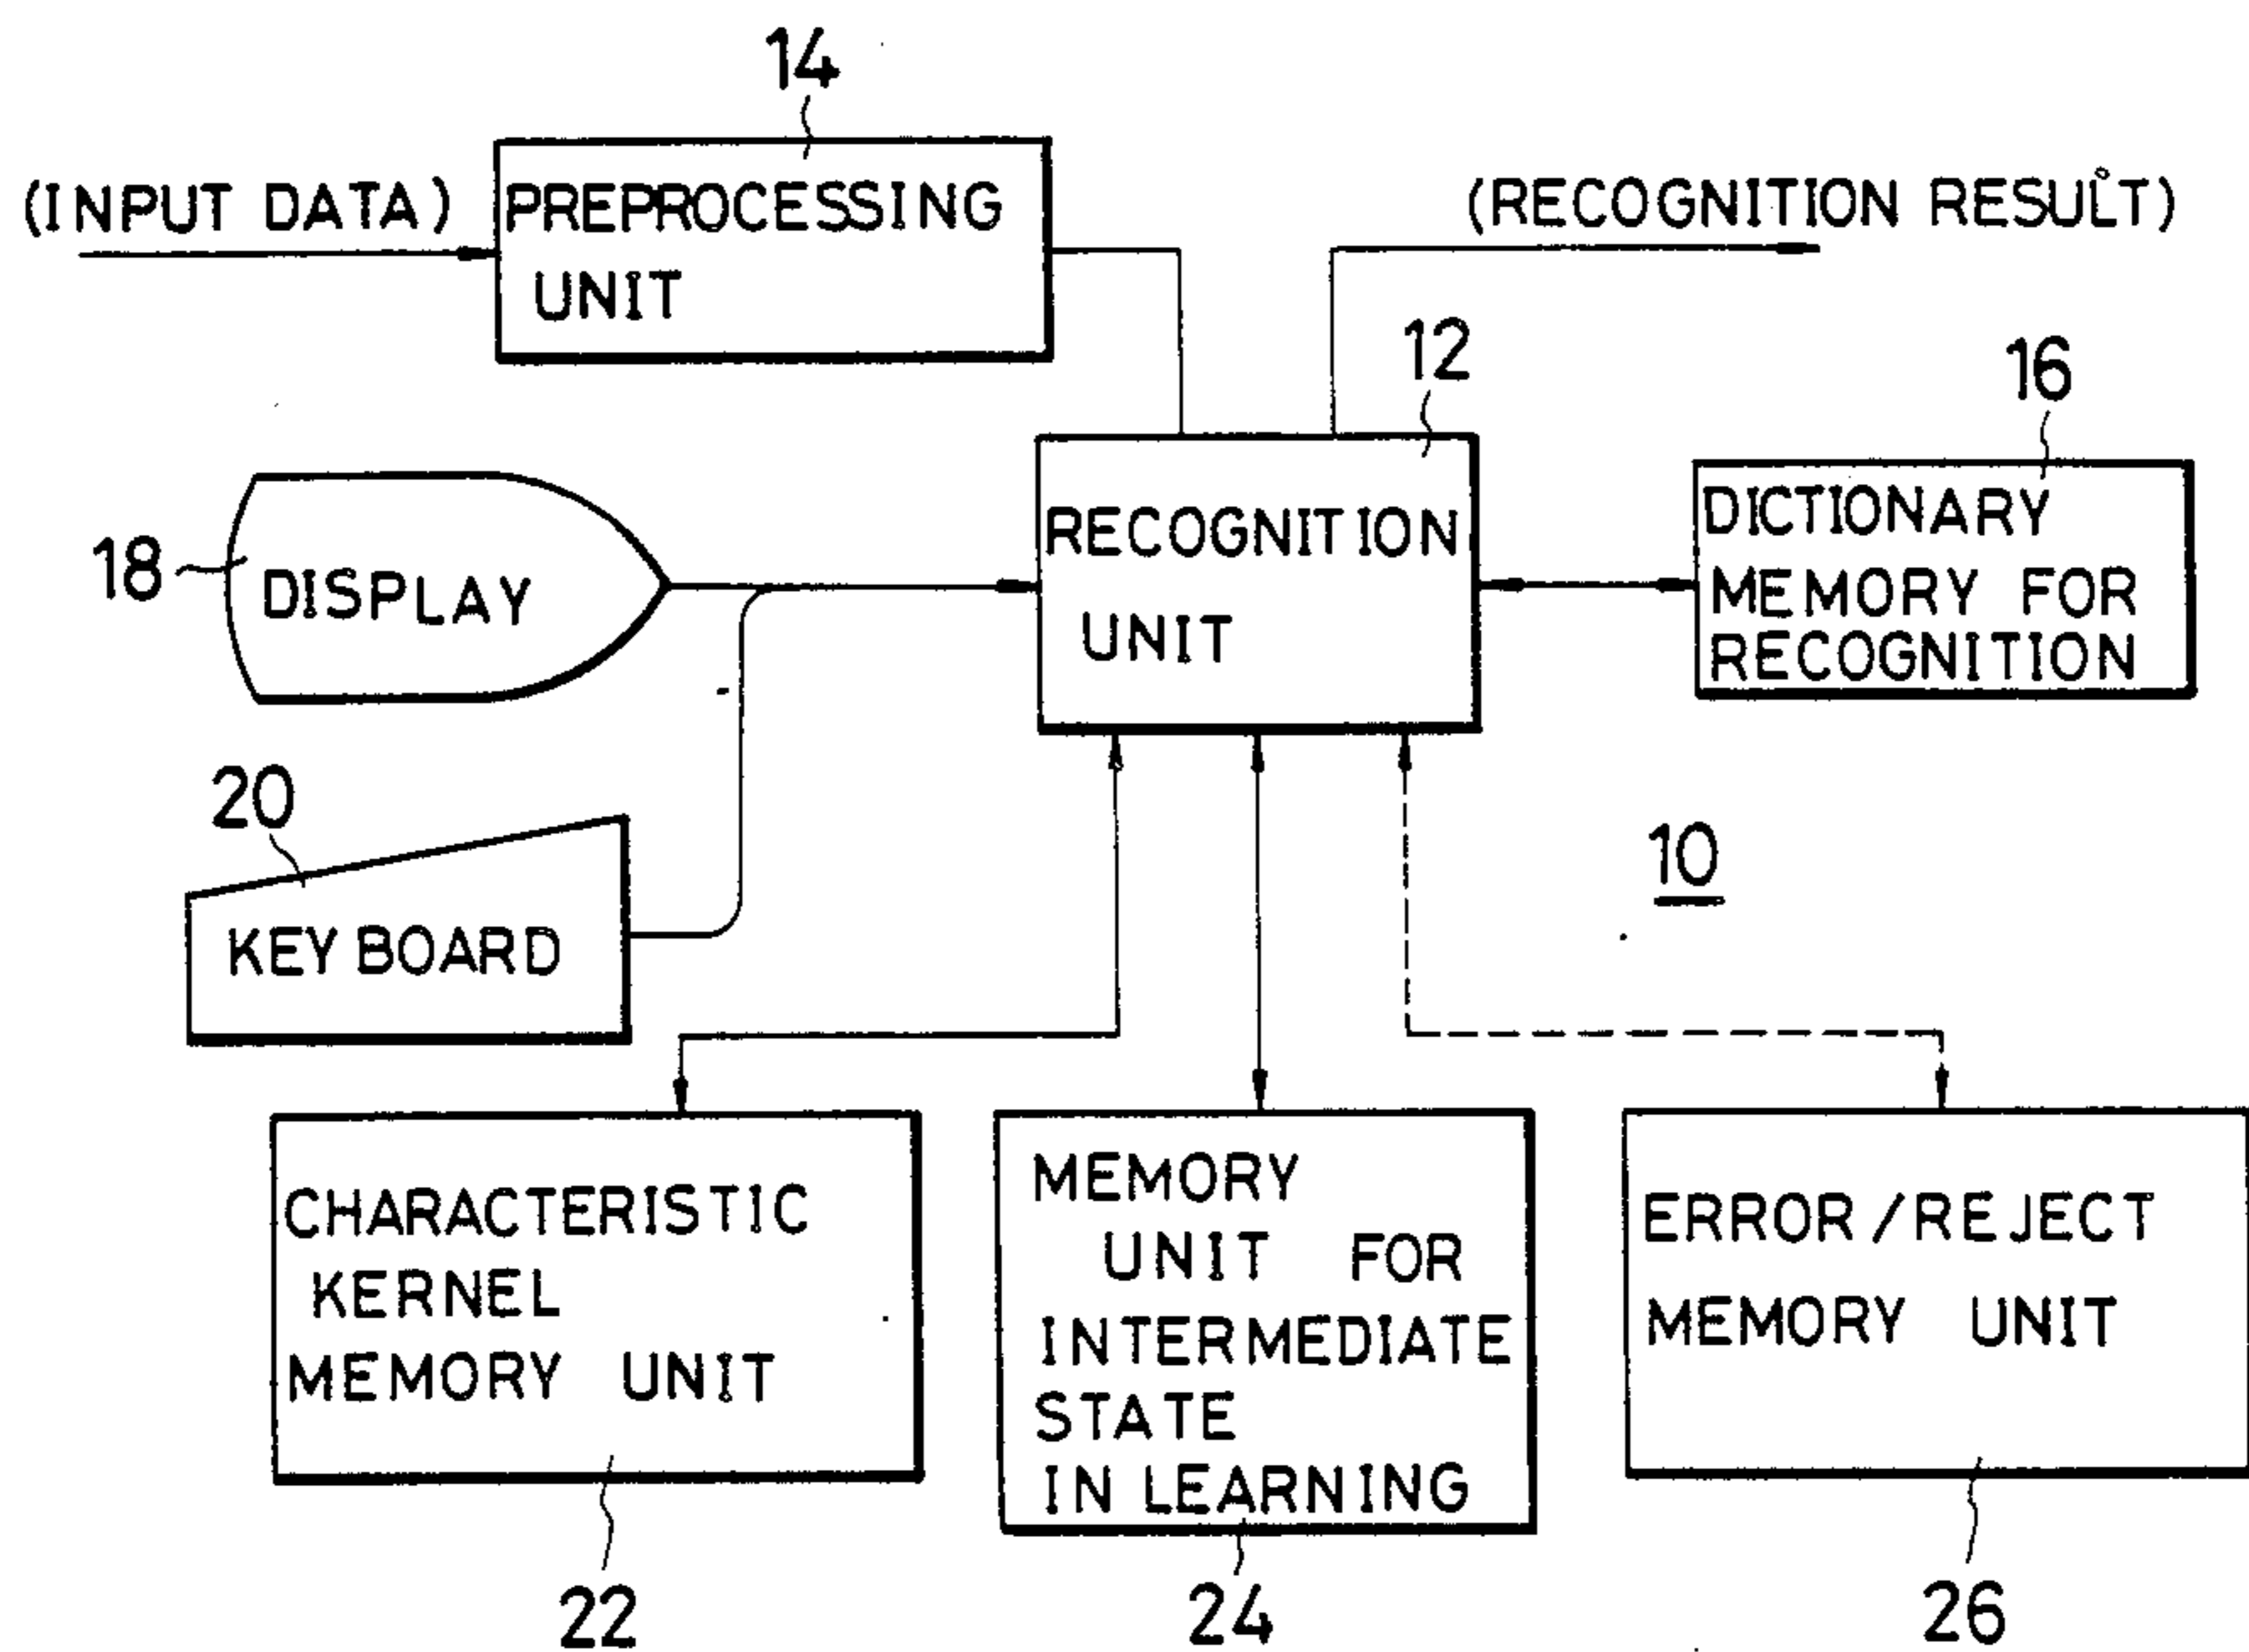 14
(INPUT DATA)
PREPROCESSING
UNIT
(RECOGNITION RESULT)
12
RECOGNITION
UNIT
16
DICTIONARY
MEMORY FOR
RECOGNITION
18
DISPLAY
20
KEY BOARD
10
CHARACTERISTIC
KERNEL
MEMORY UNIT
22
MEMORY
UNIT FOR
INTERMEDIATE
STATE
IN LEARNING
24
ERROR/REJECT
MEMORY UNIT
26